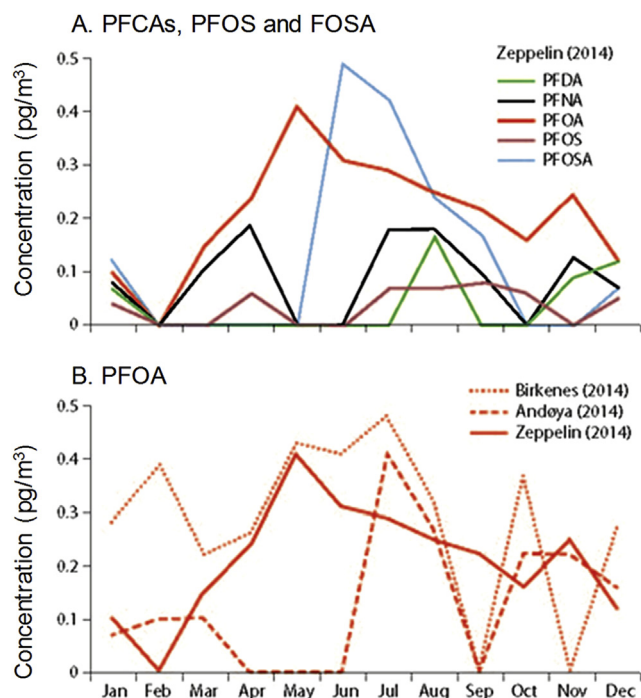 A. PFCAs, PFOS and FOSA
Concentration (pg/m³)
0.5
0.4
0.3
0.2
0.1
0
Zeppelin (2014)
PFDA
PFNA
PFOA
PFOS
PFOSA
B. PFOA
Concentration (pg/m³)
0.5
0.4
0.3
0.2
0.1
0
Birkenes (2014)
Andøya (2014)
Zeppelin (2014)
Jan Feb Mar Apr May Jun Jul Aug Sep Oct Nov Dec